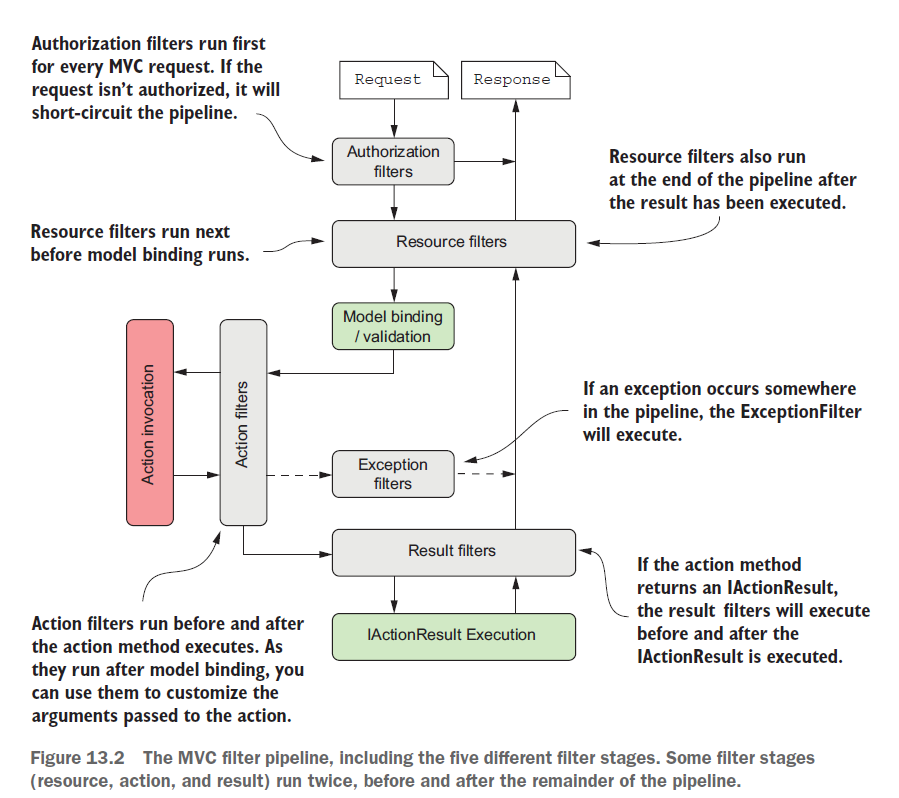 Authorization filters run first
for every MVC request. If the
request isn't authorized, it will
short-circuit the pipeline.
Request
Response
Authorization
filters
Resource filters also run
at the end of the pipeline after
the result has been executed.
Resource filters run next
before model binding runs.
Resource filters
Model binding
/ validation
Action invocation
Action filters
If an exception occurs somewhere
in the pipeline, the ExceptionFilter
will execute.
Exception
filters
Result filters
If the action method
returns an IActionResult,
the result filters will execute
before and after the
IActionResult is executed.
IActionResult Execution
Action filters run before and after
the action method executes. As
they run after model binding, you
can use them to customize the
arguments passed to the action.
Figure 13.2 The MVC filter pipeline, including the five different filter stages. Some filter stages
(resource, action, and result) run twice, before and after the remainder of the pipeline.